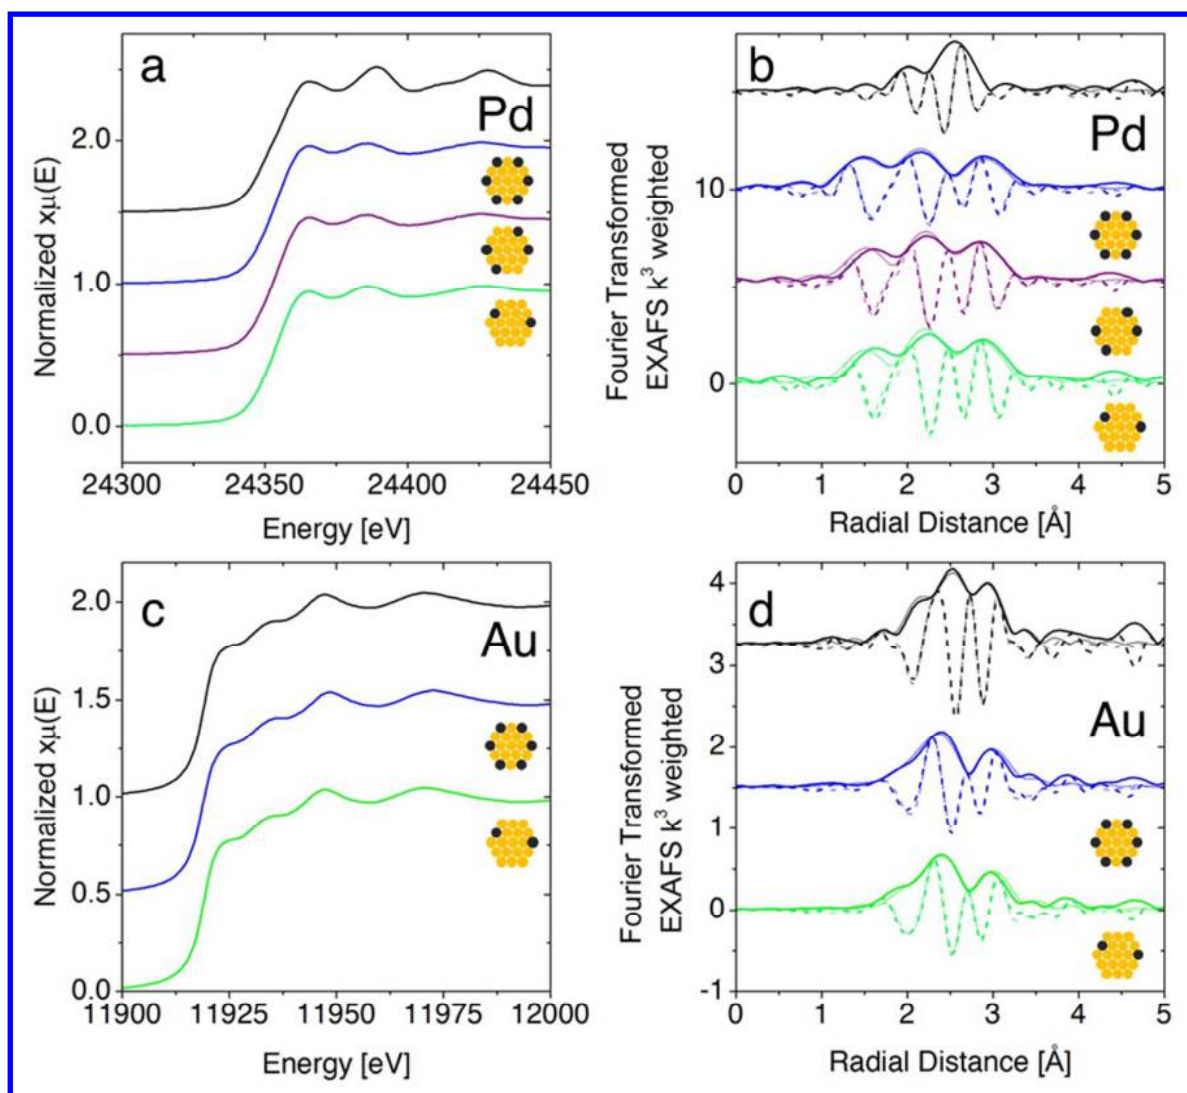 a
Pd
Normalized xμ(E)
2.0
1.0
0.0
24300
24350
24400
24450
Energy [eV]
b
Pd
Fourier Transformed
EXAFS k³ weighted
10
0
0
1
2
3
4
5
Radial Distance [Å]
c
Au
Normalized xμ(E)
2.0
1.5
1.0
0.5
0.0
11900
11925
11950
11975
12000
Energy [eV]
d
Au
Fourier Transformed
EXAFS k³ weighted
4
3
2
1
0
-1
0
1
2
3
4
5
Radial Distance [Å]